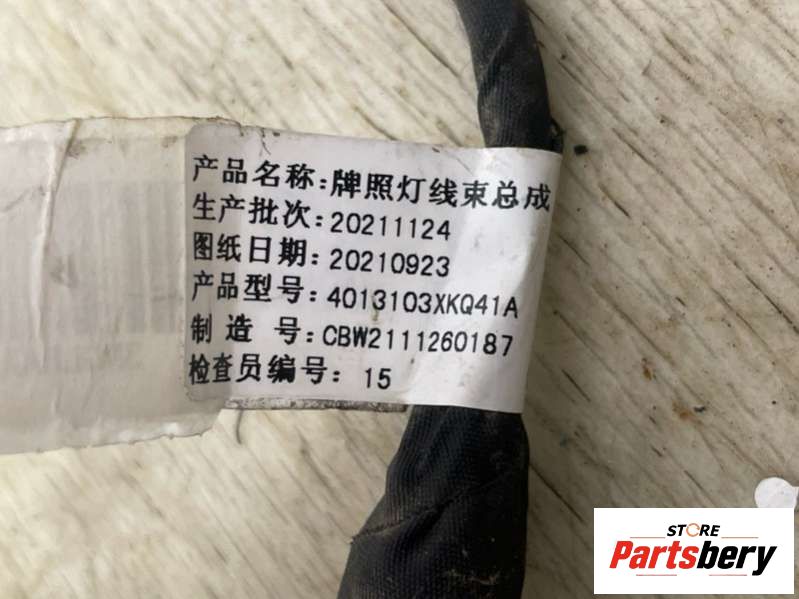 产品名称:牌照灯线束总成
生产批次:20211124
图纸日期:20210923
产品型号:4013103XKQ41A
制造号:CBW2111260187
检查员编号:15
STORE
Partsbery